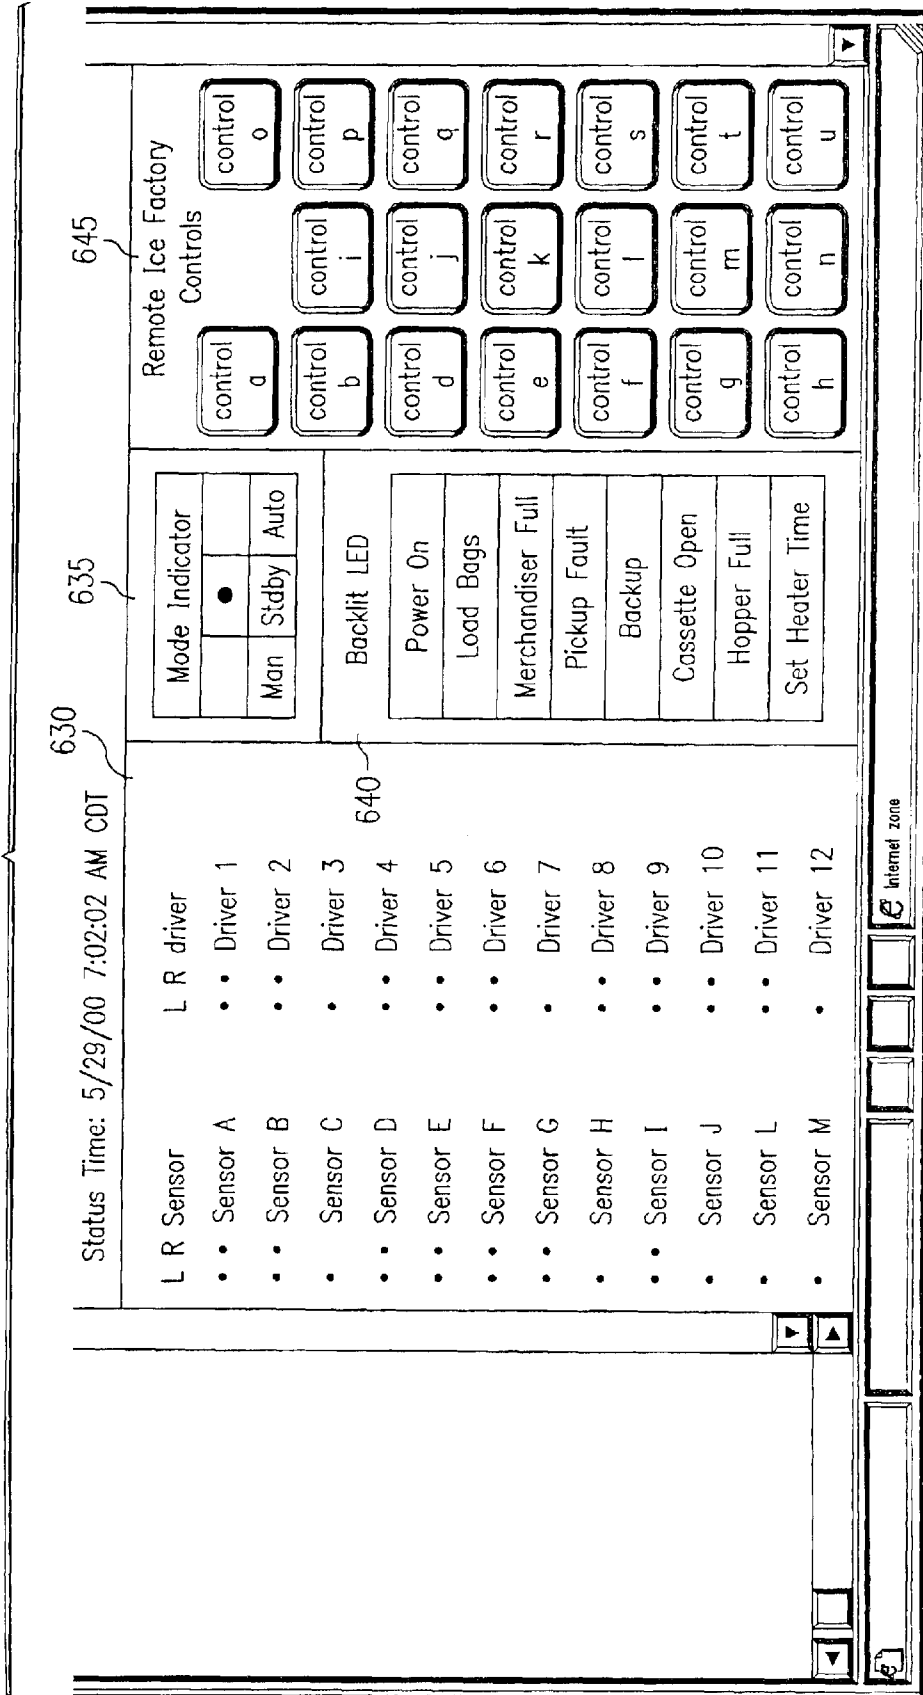 Status Time: 5/29/00 7:02:02 AM CDT
630
L R Sensor
• • Sensor A
• • Sensor B
• Sensor C
• • Sensor D
• • Sensor E
• • Sensor F
• • Sensor G
• Sensor H
• • Sensor I
• Sensor J
• Sensor L
• Sensor M
L R driver
• • Driver 1
• • Driver 2
• Driver 3
• • Driver 4
• • Driver 5
• • Driver 6
• Driver 7
• • Driver 8
• • Driver 9
• • Driver 10
• • Driver 11
• Driver 12
635
Mode Indicator
Man Stdby Auto
640
Backlit LED
Power On
Load Bags
Merchandiser Full
Pickup Fault
Backup
Cassette Open
Hopper Full
Set Heater Time
645
Remote Ice Factory
Controls
control a
control o
control b
control i
control p
control d
control j
control q
control e
control k
control r
control f
control l
control s
control g
control m
control t
control h
control n
control u
Internet zone